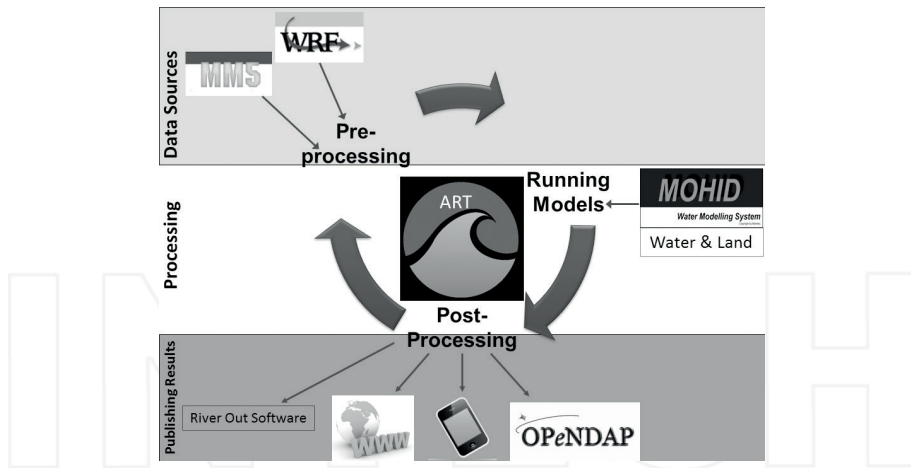 Data Sources
MM5
WRF
Pre-
processing
Processing
ART
Running
Models
MOHID
Water Modelling System
Water & Land
Post-
Processing
Publishing Results
River Out Software
WWW
OPeNDAP
INTECH